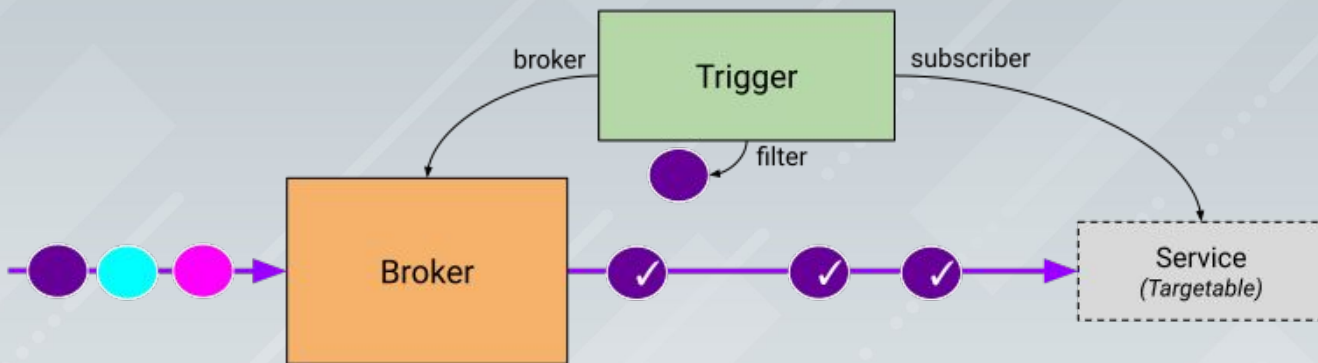 broker
Trigger
subscriber
filter
Broker
Service
(Targetable)